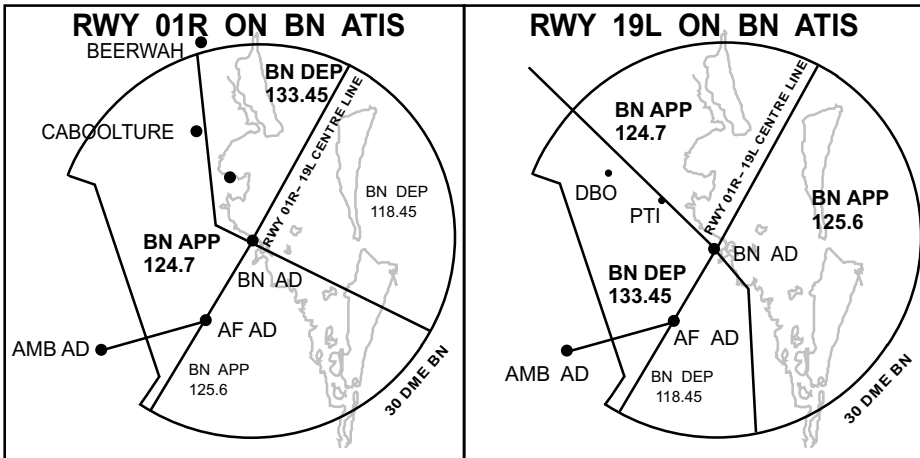 RWY 01R ON BN ATIS
BEERWAH
BN DEP
133.45
CABOOLTURE
RWY 01R– 19L CENTRE LINE
BN DEP
118.45
BN APP
124.7
BN AD
AF AD
AMB AD
BN APP
125.6
30 DME BN
RWY 19L ON BN ATIS
BN APP
124.7
RWY 01R– 19L CENTRE LINE
DBO
PTI
BN APP
125.6
BN AD
BN DEP
133.45
AF AD
AMB AD
BN DEP
118.45
30 DME BN